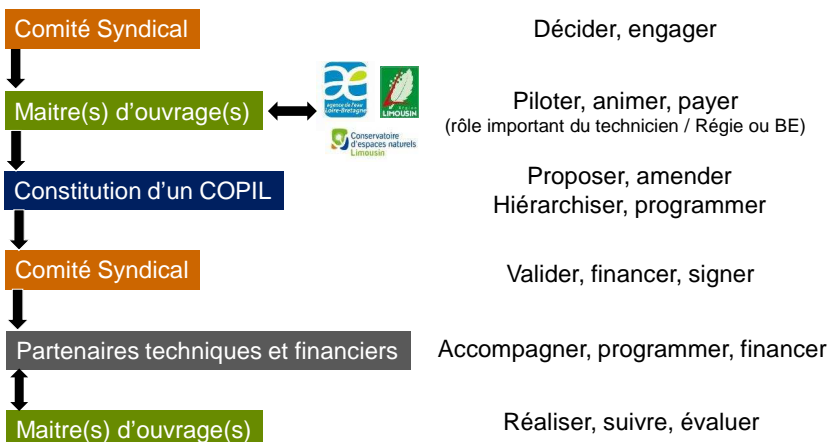 Comité Syndical
Décider, engager
Maitre(s) d'ouvrage(s)
agence de l'eau
Loire-Bretagne
Région
LIMOUSIN
Conservatoire
d'espaces naturels
Limousin
Piloter, animer, payer
(rôle important du technicien / Régie ou BE)
Constitution d'un COPIL
Proposer, amender
Hiérarchiser, programmer
Comité Syndical
Valider, financer, signer
Partenaires techniques et financiers
Accompagner, programmer, financer
Maitre(s) d'ouvrage(s)
Réaliser, suivre, évaluer